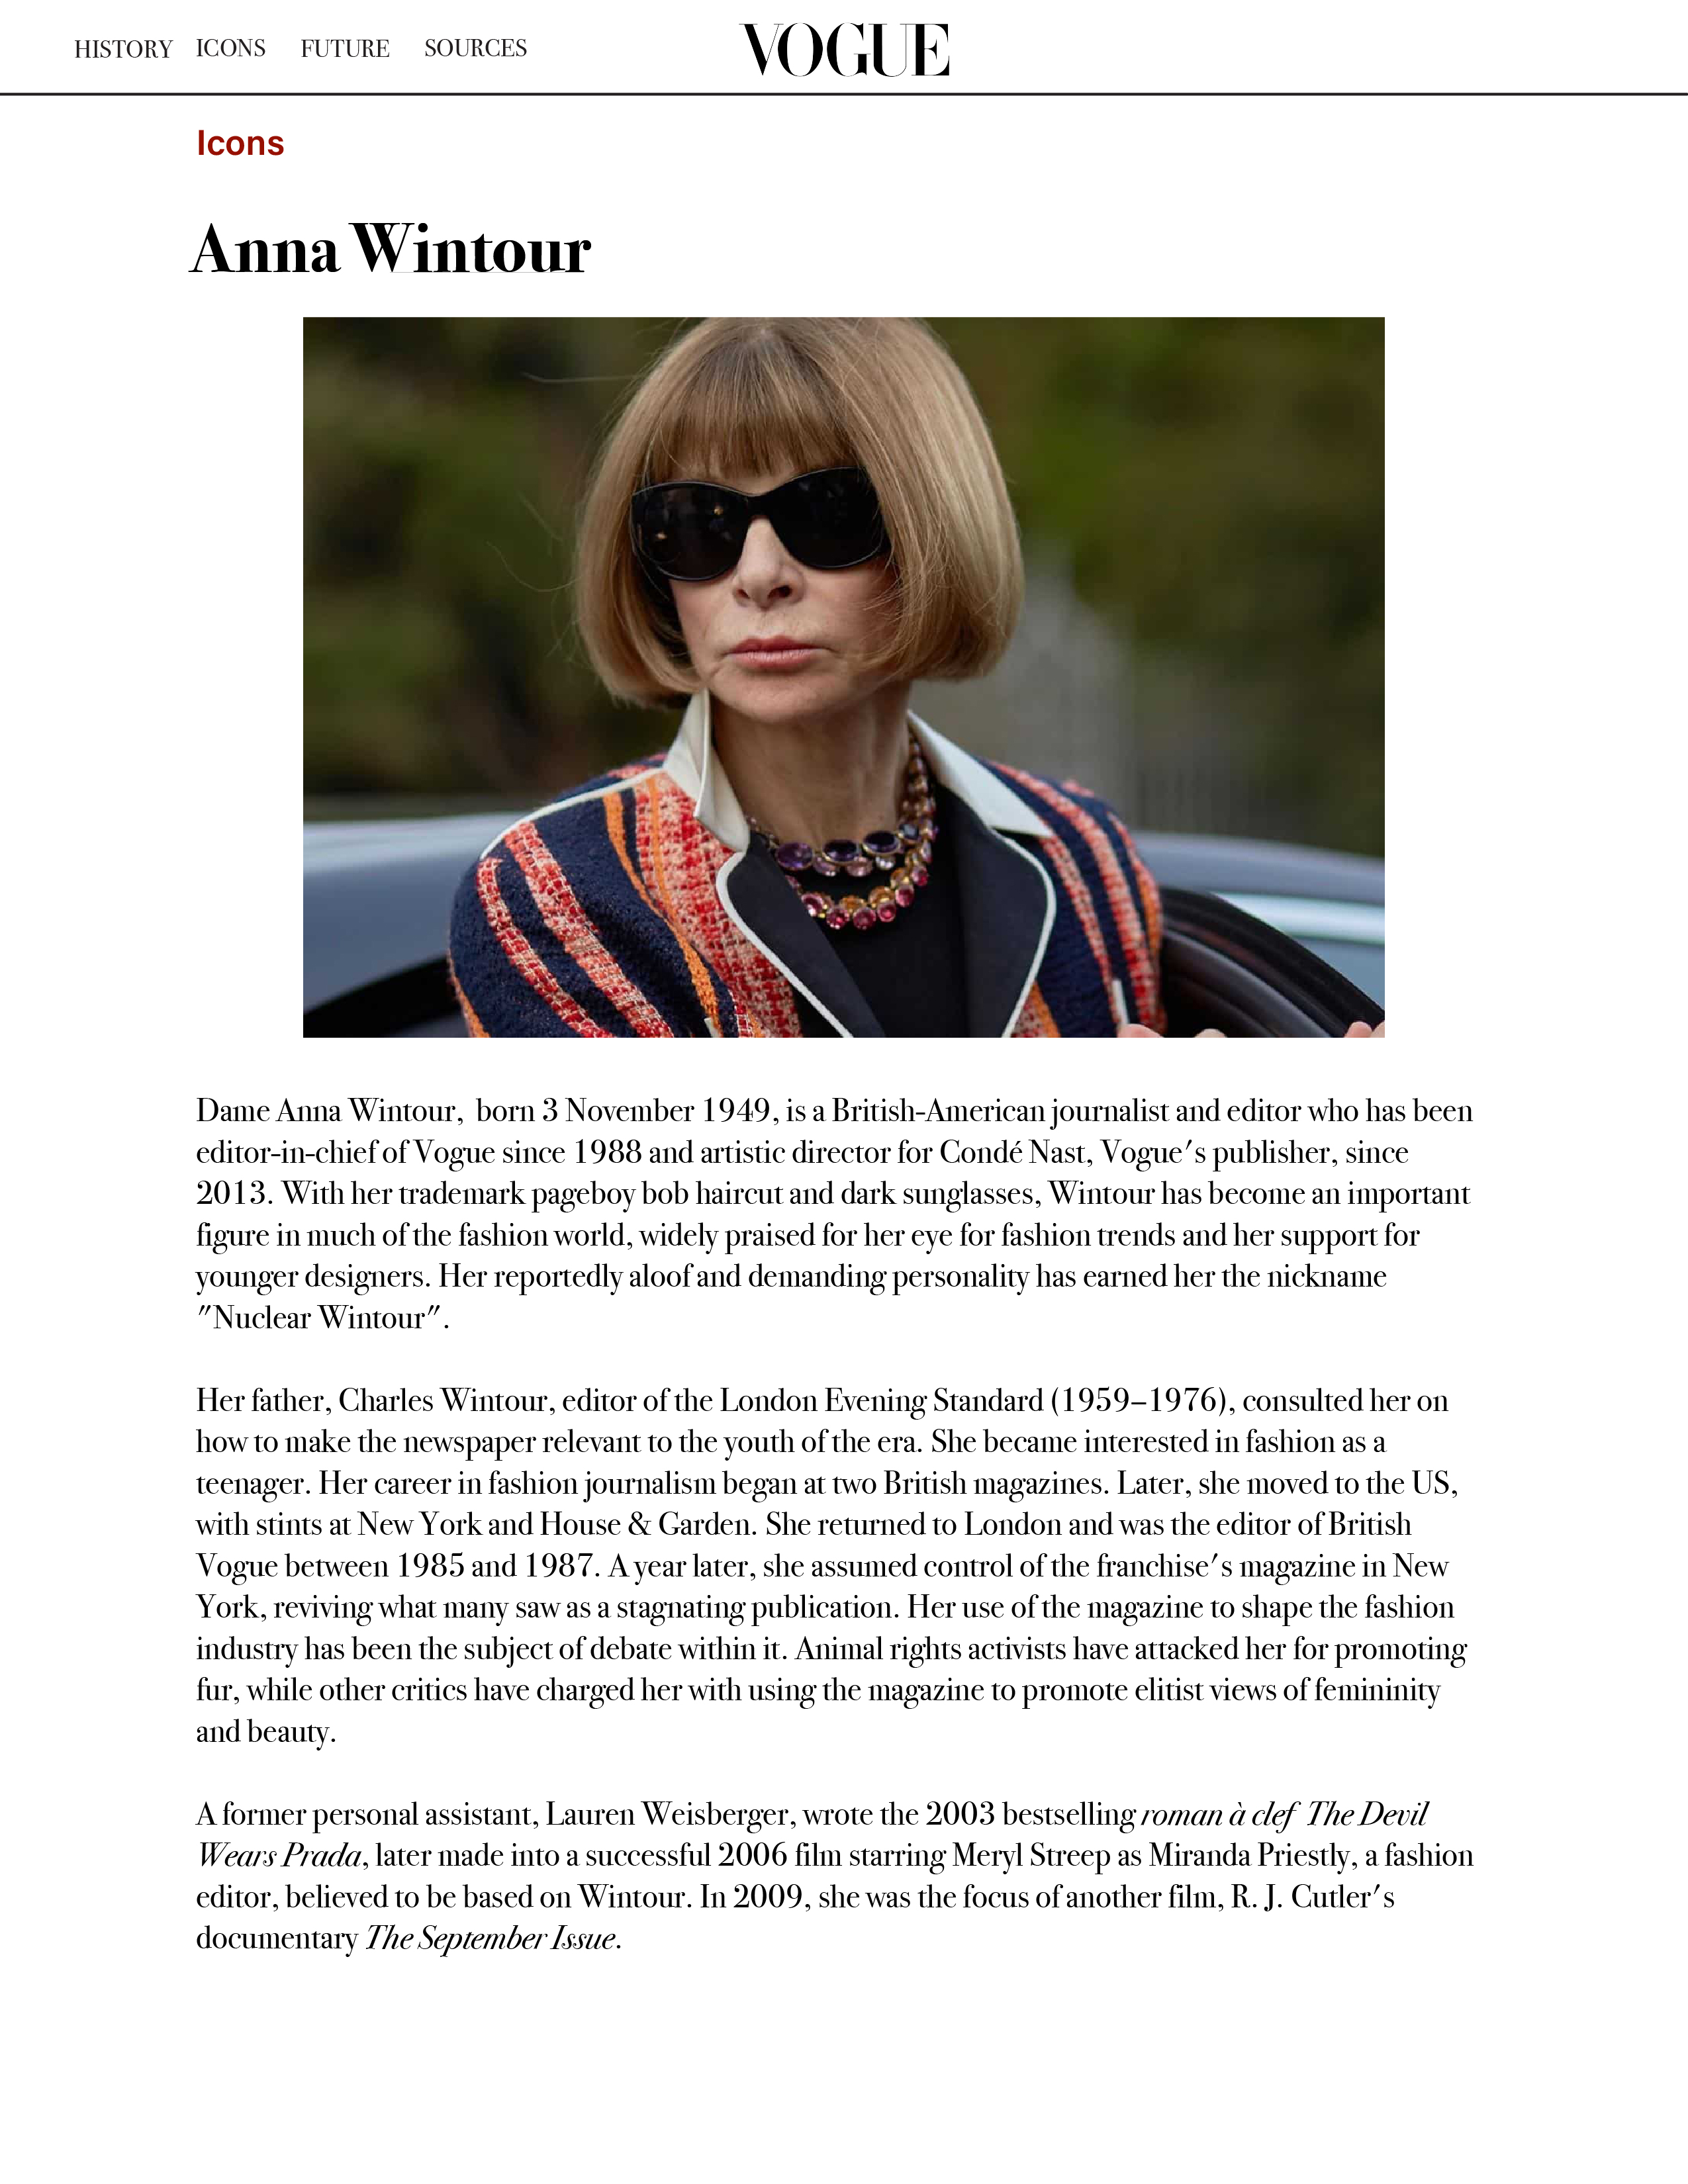 HISTORY ICONS FUTURE SOURCES VOGUE
Icons
Anna Wintour
Dame Anna Wintour, born 3 November 1949, is a British-American journalist and editor who has been
editor-in-chief of Vogue since 1988 and artistic director for Condé Nast, Vogue's publisher, since
2013. With her trademark pageboy bob haircut and dark sunglasses, Wintour has become an important
figure in much of the fashion world, widely praised for her eye for fashion trends and her support for
younger designers. Her reportedly aloof and demanding personality has earned her the nickname
"Nuclear Wintour".
Her father, Charles Wintour, editor of the London Evening Standard (1959–1976), consulted her on
how to make the newspaper relevant to the youth of the era. She became interested in fashion as a
teenager. Her career in fashion journalism began at two British magazines. Later, she moved to the US,
with stints at New York and House & Garden. She returned to London and was the editor of British
Vogue between 1985 and 1987. A year later, she assumed control of the franchise's magazine in New
York, reviving what many saw as a stagnating publication. Her use of the magazine to shape the fashion
industry has been the subject of debate within it. Animal rights activists have attacked her for promoting
fur, while other critics have charged her with using the magazine to promote elitist views of femininity
and beauty.
A former personal assistant, Lauren Weisberger, wrote the 2003 bestselling roman à clef The Devil
Wears Prada, later made into a successful 2006 film starring Meryl Streep as Miranda Priestly, a fashion
editor, believed to be based on Wintour. In 2009, she was the focus of another film, R. J. Cutler's
documentary The September Issue.